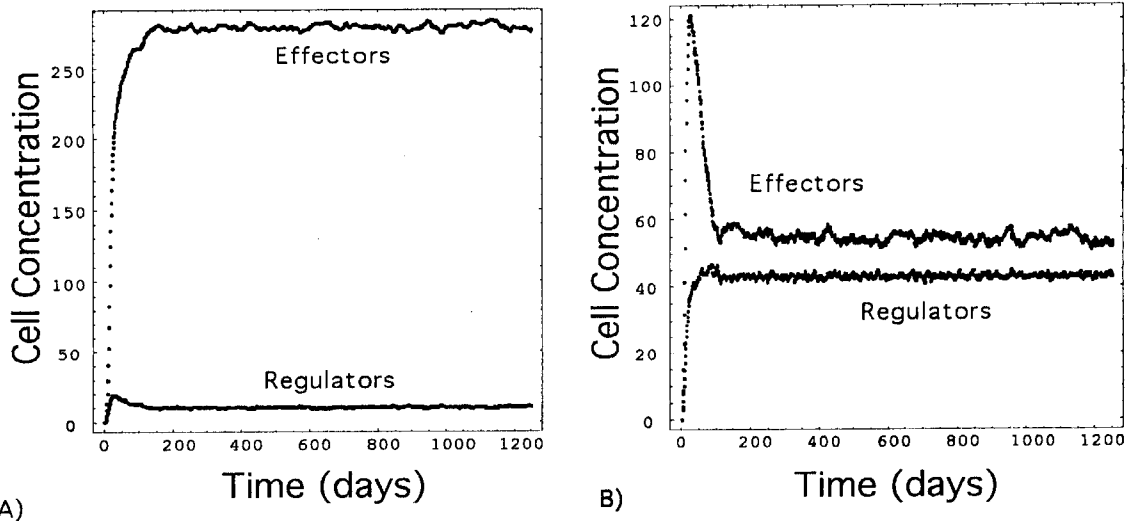 250
200
150
100
50
0
Cell Concentration
Effectors
Regulators
0 200 400 600 800 1000 1200
Time (days)
A)
120
100
80
60
40
20
0
Cell Concentration
Effectors
Regulators
0 200 400 600 800 1000 1200
Time (days)
B)